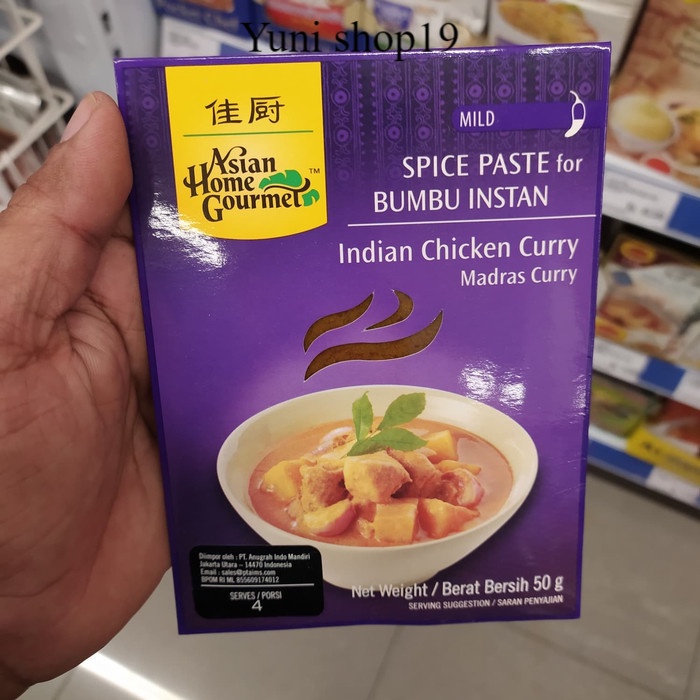 Yuni shop19
佳厨
Asian
Home
Gourmet™
MILD
SPICE PASTE for
BUMBU INSTAN
Indian Chicken Curry
Madras Curry
Diimpor oleh : PT. Anugrah Indo Mandiri
Jakarta Utara – 14470 Indonesia
Email : sales@ptaims.com
BPOM RI ML 855609174012
SERVES / PORSI
4
Net Weight / Berat Bersih 50 g
SERVING SUGGESTION / SARAN PENYAJIAN